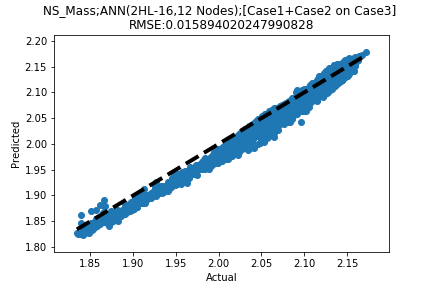 NS_Mass;ANN(2HL-16,12 Nodes);[Case1+Case2 on Case3]
RMSE:0.015894020247990828
2.20
2.15
2.10
2.05
2.00
1.95
1.90
1.85
1.80
Predicted
1.85 1.90 1.95 2.00 2.05 2.10 2.15
Actual